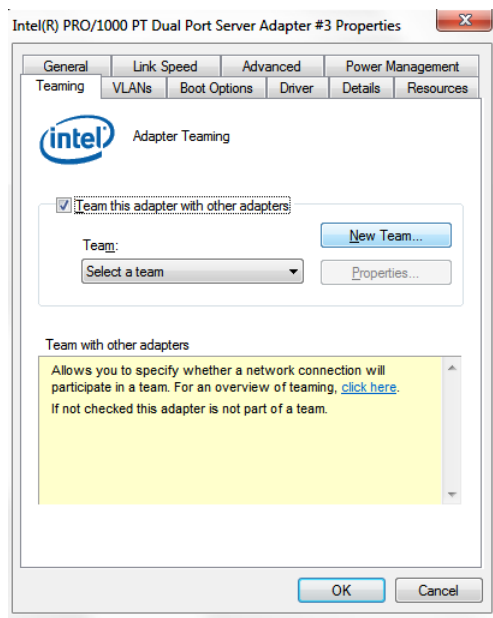 Intel(R) PRO/1000 PT Dual Port Server Adapter #3 Properties
General Link Speed Advanced Power Management
Teaming VLANs Boot Options Driver Details Resources
intel Adapter Teaming
Team this adapter with other adapters
New Team...
Team:
Select a team Properties...
Team with other adapters
Allows you to specify whether a network connection will
participate in a team. For an overview of teaming, click here.
If not checked this adapter is not part of a team.
OK Cancel